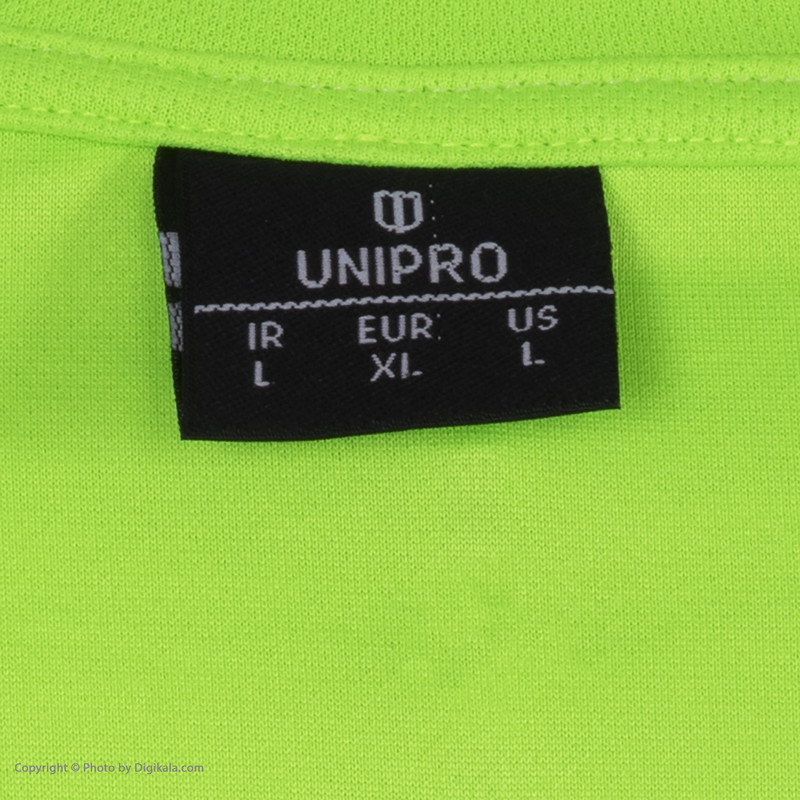 UNIPRO
IR EUR US
L XL L
Copyright © Photo by Digikala.com